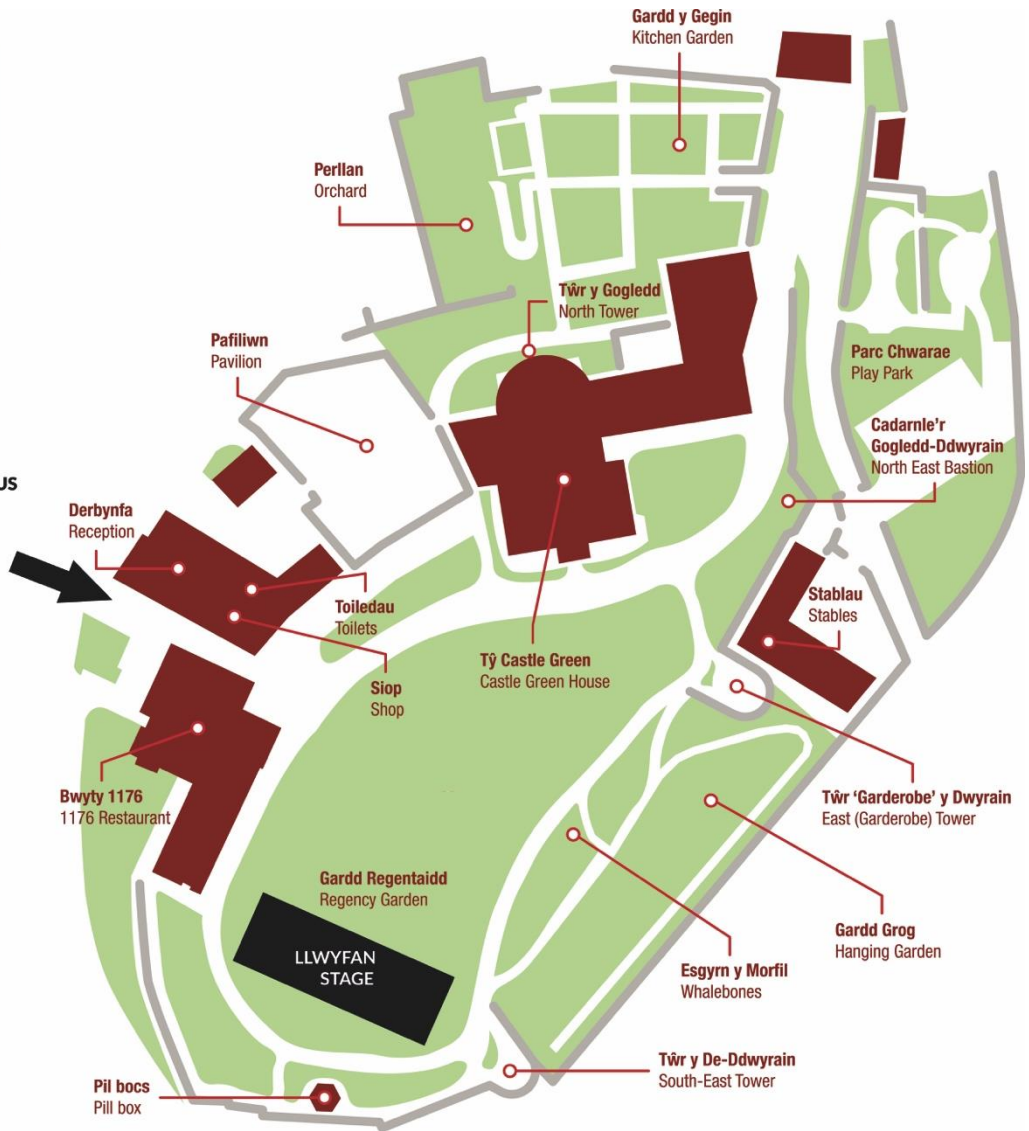 Gardd y Gegin
Kitchen Garden
Perllan
Orchard
Tŵr y Gogledd
North Tower
Pafiliwn
Pavilion
Parc Chwarae
Play Park
Cadarnle'r
Gogledd-Ddwyrain
North East Bastion
US
Derbynfa
Reception
Toiledau
Toilets
Stablau
Stables
Siop
Shop
Tŷ Castle Green
Castle Green House
Bwyty 1176
1176 Restaurant
Tŵr 'Garderobe' y Dwyrain
East (Garderobe) Tower
Gardd Regentaidd
Regency Garden
Gardd Grog
Hanging Garden
LLWYFAN
STAGE
Esgyrn y Morfil
Whalebones
Tŵr y De-Ddwyrain
South-East Tower
Pil bocs
Pill box